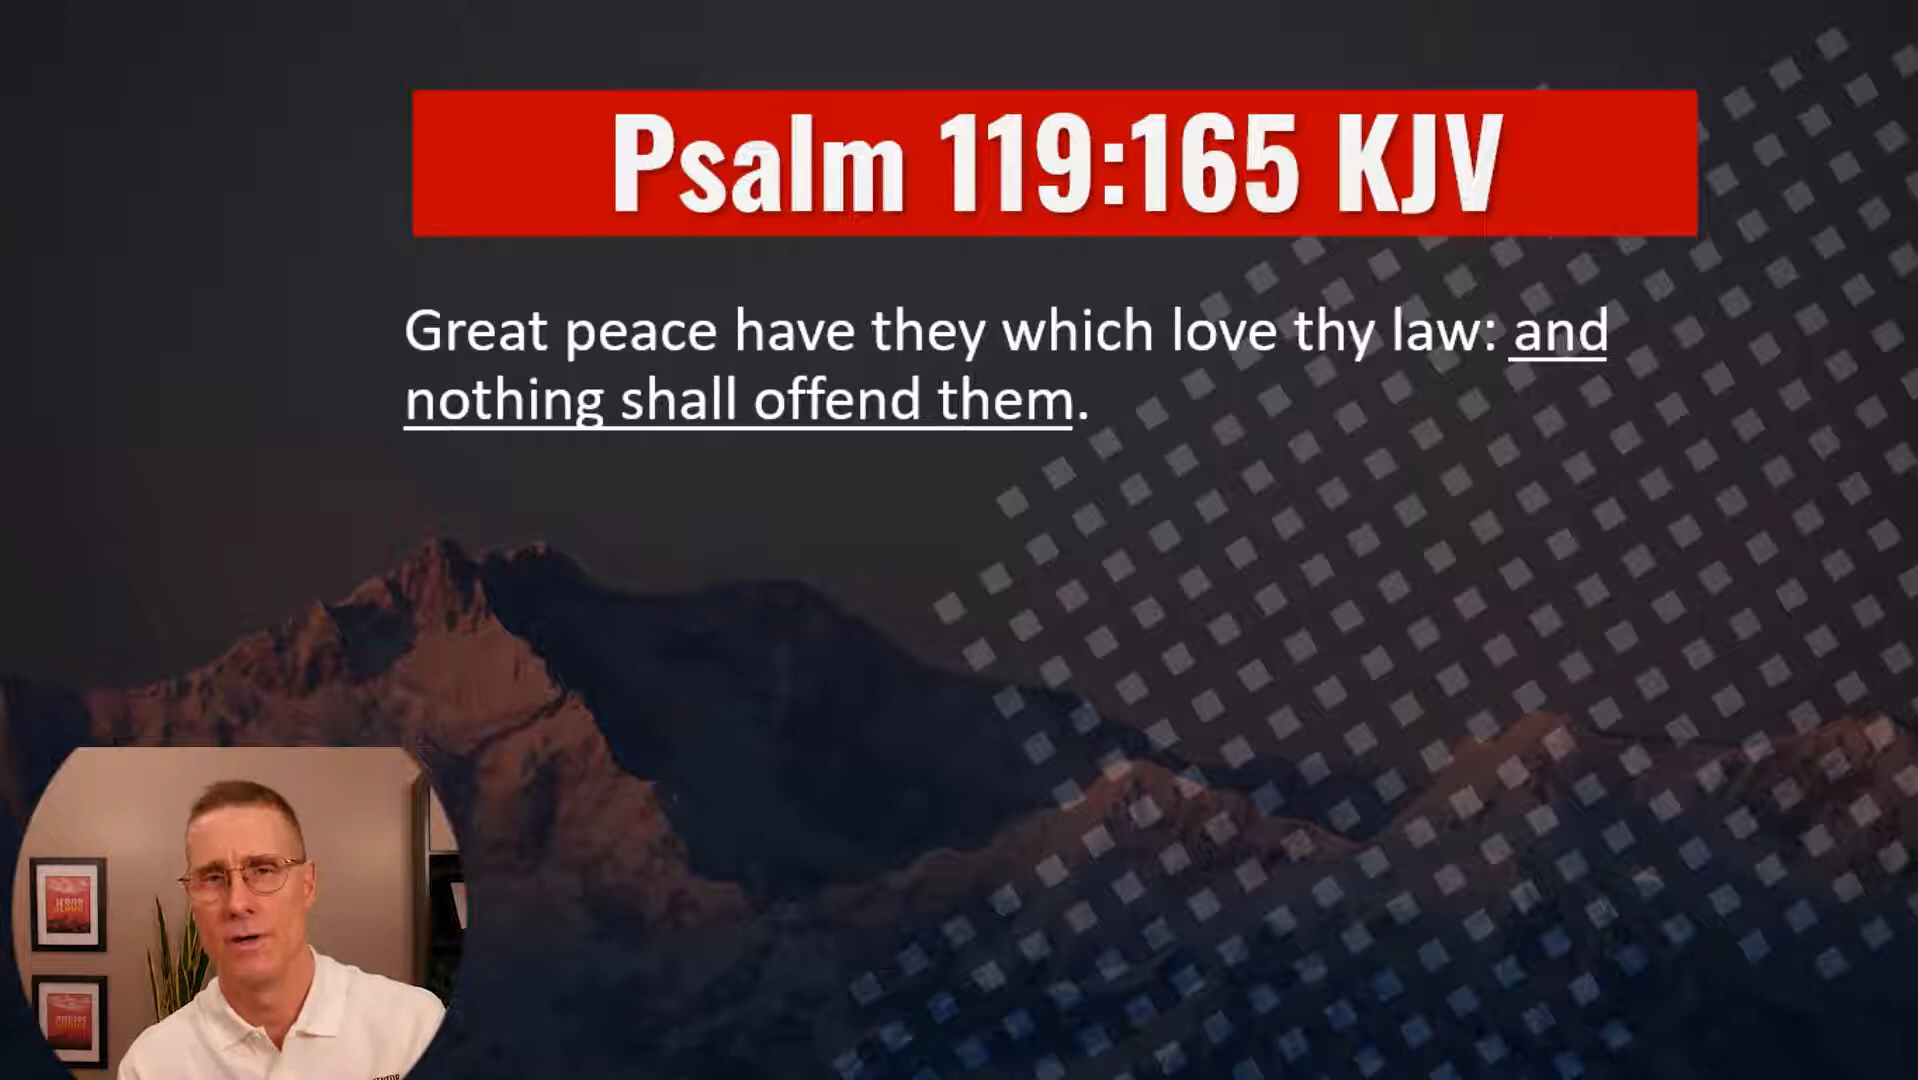 Psalm 119:165 KJV
Great peace have they which love thy law: and
nothing shall offend them.
JESUS
CHRIST